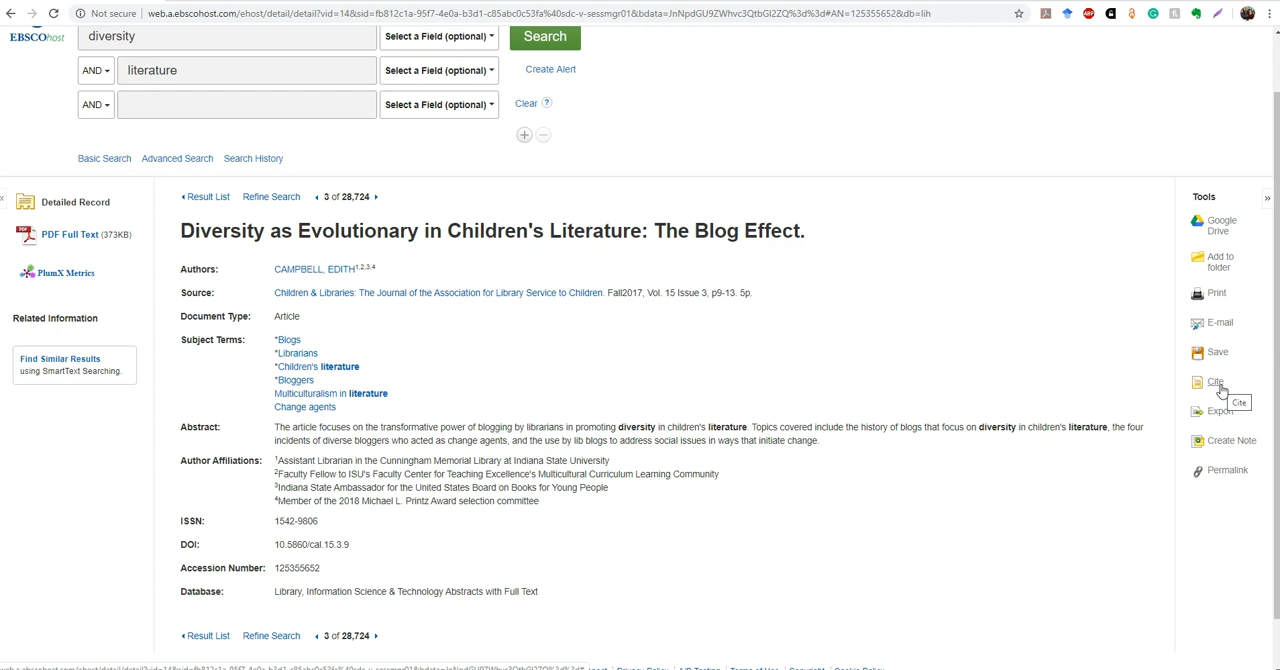 Not secure | web.a.ebscohost.com/ehost/detail/detail?vid=14&sid=fb812c1a-95f7-4e0a-b3d1-c85abc0c53fa%40sdc-v-sessmgr01&bdata=JnNpdGU9ZWhvc3QtbGl2ZQ%3d%3d#AN=125355652&db=lih
EBSCOhost
diversity
Select a Field (optional)
Search
AND
literature
Select a Field (optional)
Create Alert
AND
Select a Field (optional)
Clear ?
Basic Search Advanced Search Search History
Detailed Record
PDF Full Text (373KB)
PlumX Metrics
Related Information
Find Similar Results
using SmartText Searching.
Result List Refine Search 3 of 28,724
Diversity as Evolutionary in Children's Literature: The Blog Effect.
Authors: CAMPBELL, EDITH1,2,3,4
Source: Children & Libraries: The Journal of the Association for Library Service to Children. Fall2017, Vol. 15 Issue 3, p9-13. 5p.
Document Type: Article
Subject Terms: *Blogs
*Librarians
*Children's literature
*Bloggers
Multiculturalism in literature
Change agents
Abstract: The article focuses on the transformative power of blogging by librarians in promoting diversity in children's literature. Topics covered include the history of blogs that focus on diversity in children's literature, the four
incidents of diverse bloggers who acted as change agents, and the use by lib blogs to address social issues in ways that initiate change.
Author Affiliations: 1Assistant Librarian in the Cunningham Memorial Library at Indiana State University
2Faculty Fellow to ISU's Faculty Center for Teaching Excellence's Multicultural Curriculum Learning Community
3Indiana State Ambassador for the United States Board on Books for Young People
4Member of the 2018 Michael L. Printz Award selection committee
ISSN: 1542-9806
DOI: 10.5860/cal.15.3.9
Accession Number: 125355652
Database: Library, Information Science & Technology Abstracts with Full Text
Result List Refine Search 3 of 28,724
Tools
Google
Drive
Add to
folder
Print
E-mail
Save
Cite
Cite
Export
Create Note
Permalink